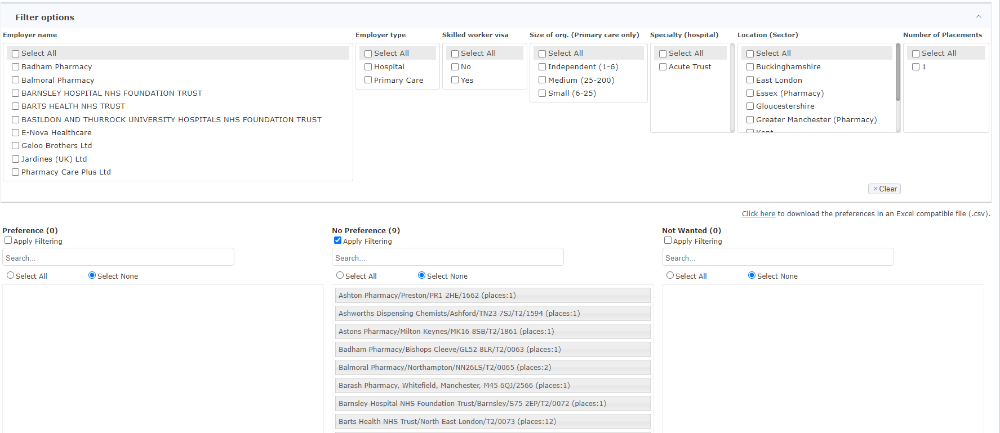 Filter options
Employer name
Select All
Badham Pharmacy
Balmoral Pharmacy
BARNSLEY HOSPITAL NHS FOUNDATION TRUST
BARTS HEALTH NHS TRUST
BASILDON AND THURROCK UNIVERSITY HOSPITALS NHS FOUNDATION TRUST
E-Nova Healthcare
Geloo Brothers Ltd
Jardines (UK) Ltd
Pharmacy Care Plus Ltd
Employer type
Select All
Hospital
Primary Care
Skilled worker visa
Select All
No
Yes
Size of org. (Primary care only)
Select All
Independent (1-6)
Medium (25-200)
Small (6-25)
Specialty (hospital)
Select All
Acute Trust
Location (Sector)
Select All
Buckinghamshire
East London
Essex (Pharmacy)
Gloucestershire
Greater Manchester (Pharmacy)
Kent
Number of Placements
Select All
1
× Clear
Click here to download the preferences in an Excel compatible file (.csv).
Preference (0)
Apply Filtering
Search...
Select All
Select None
No Preference (9)
Apply Filtering
Search...
Select All
Select None
Ashton Pharmacy/Preston/PR1 2HE/1662 (places:1)
Ashworths Dispensing Chemists/Ashford/TN23 7SJ/T2/1594 (places:1)
Astons Pharmacy/Milton Keynes/MK16 8SB/T2/1861 (places:1)
Badham Pharmacy/Bishops Cleeve/GL52 8LR/T2/0063 (places:1)
Balmoral Pharmacy/Northampton/NN26LS/T2/0065 (places:2)
Barash Pharmacy, Whitefield, Manchester, M45 6QJ/2566 (places:1)
Barnsley Hospital NHS Foundation Trust/Barnsley/S75 2EP/T2/0072 (places:1)
Barts Health NHS Trust/North East London/T2/0073 (places:12)
Not Wanted (0)
Apply Filtering
Search...
Select All
Select None